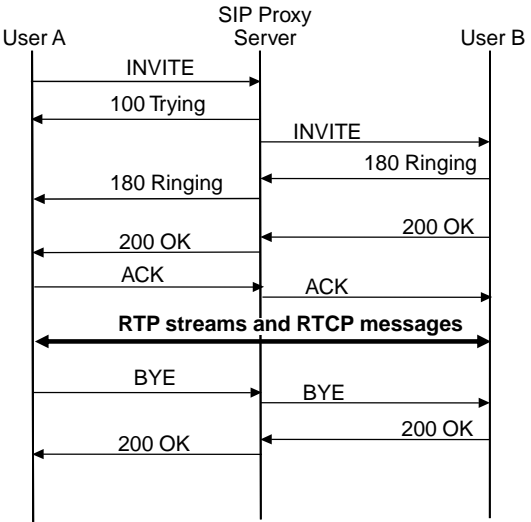 SIP Proxy
Server
User A
User B
INVITE
100 Trying
INVITE
180 Ringing
180 Ringing
200 OK
200 OK
ACK
ACK
RTP streams and RTCP messages
BYE
BYE
200 OK
200 OK